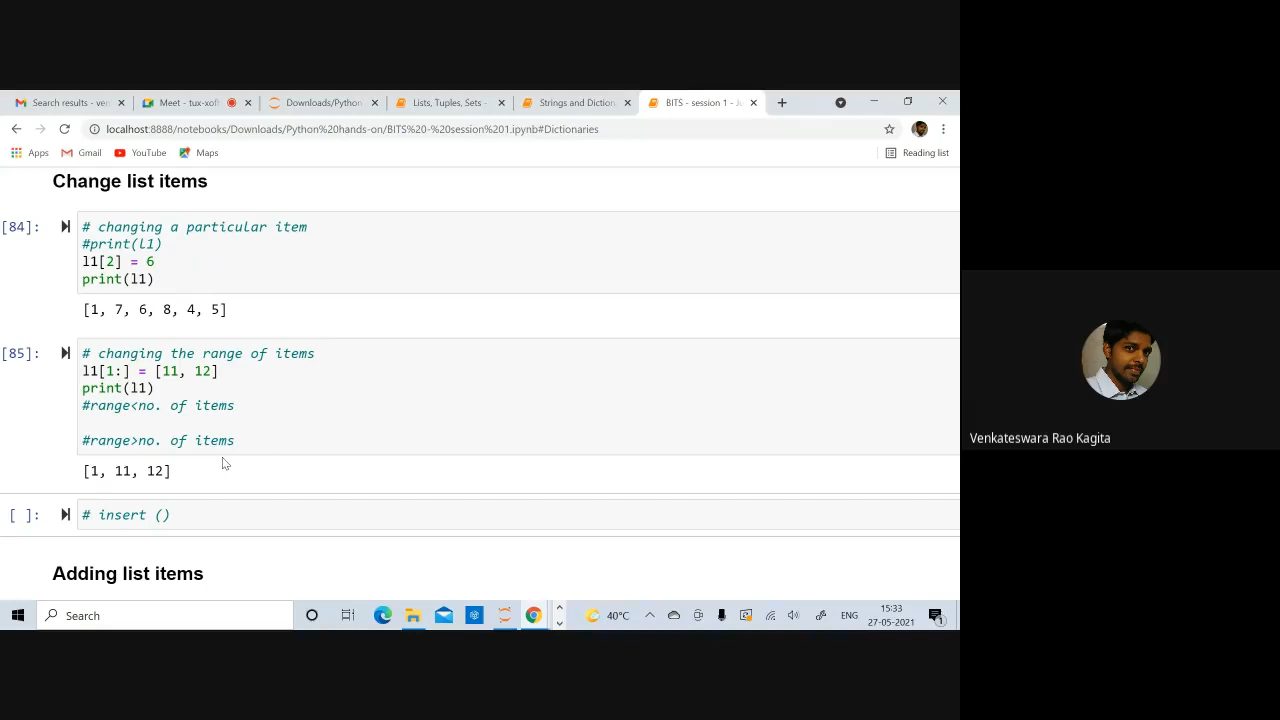 Search results - ven
Meet - tux-xoft
Downloads/Python
Lists, Tuples, Sets -
Strings and Diction
BITS - session 1 - Ju
localhost:8888/notebooks/Downloads/Python%20hands-on/BITS%20-%20session%201.ipynb#Dictionaries
Apps
Gmail
YouTube
Maps
Reading list
Change list items
[84]:
# changing a particular item
#print(l1)
l1[2] = 6
print(l1)
[1, 7, 6, 8, 4, 5]
[85]:
# changing the range of items
l1[1:] = [11, 12]
print(l1)
#range<no. of items
#range>no. of items
[1, 11, 12]
[ ]:
# insert ()
Adding list items
Venkateswara Rao Kagita
Search
40°C
ENG
15:33
27-05-2021
1